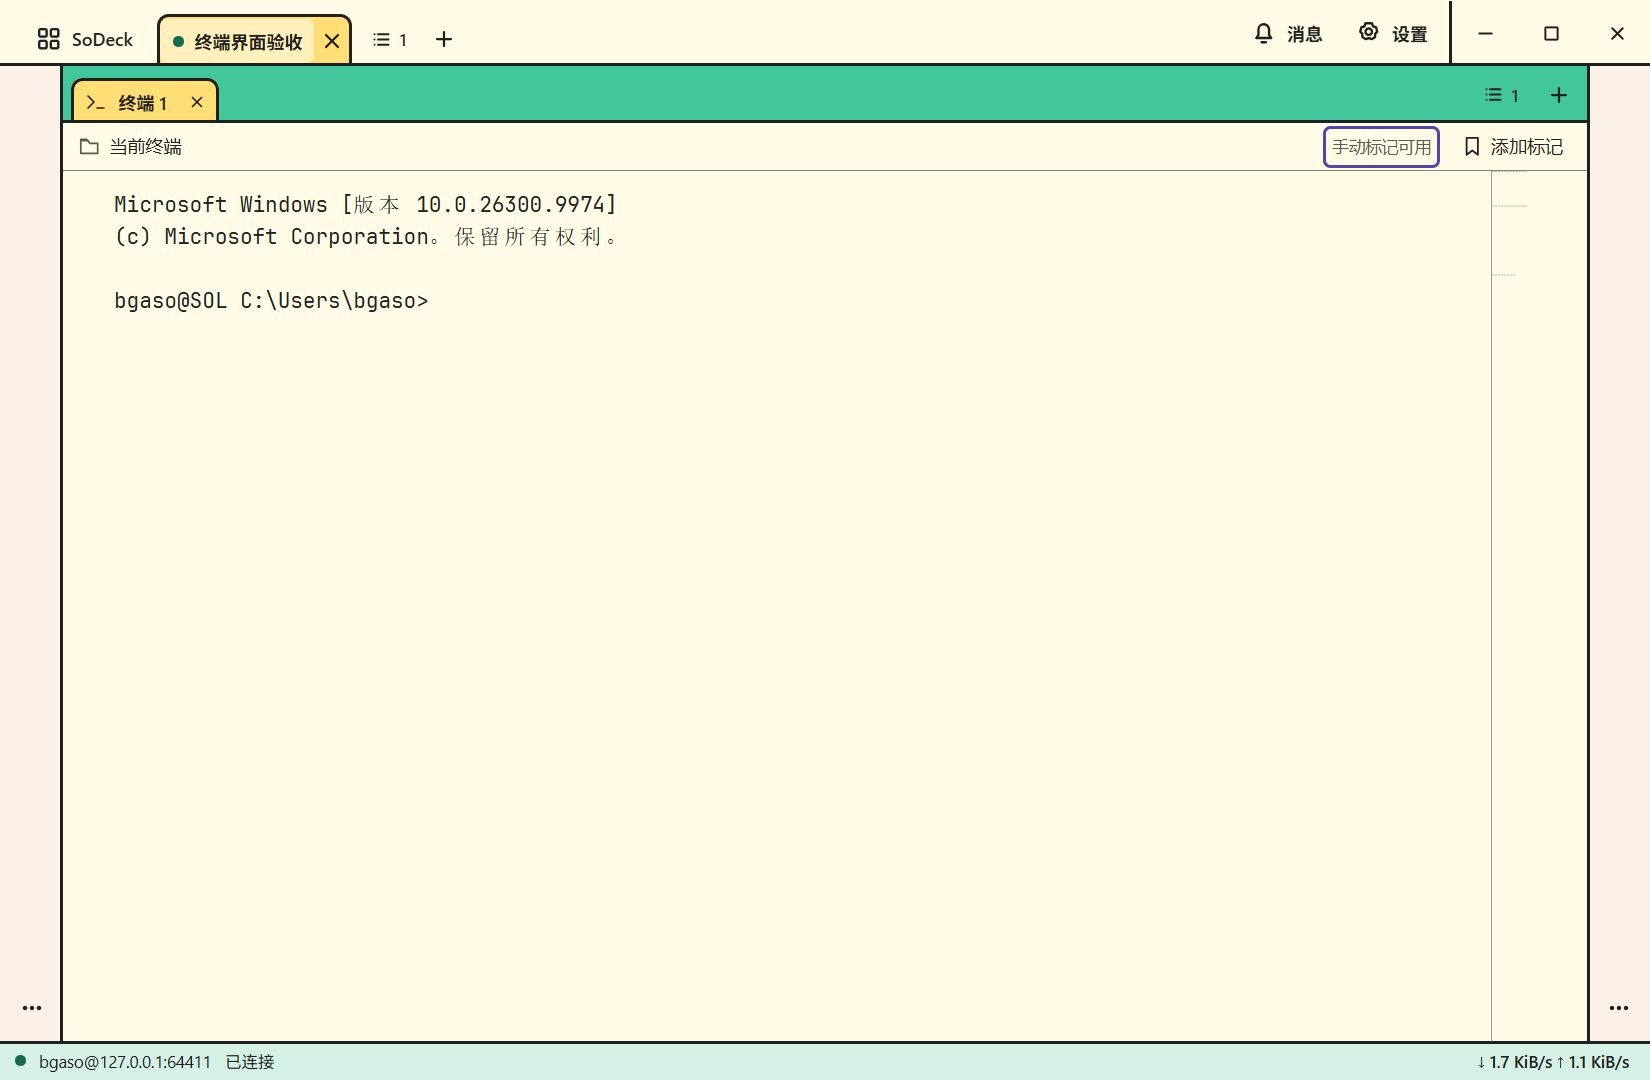 SoDeck
终端界面验收
1
消息
设置
终端 1
1
当前终端
手动标记可用
添加标记
Microsoft Windows [版本 10.0.26300.9974]
(c) Microsoft Corporation。保留所有权利。
bgaso@SOL C:\Users\bgaso>
bgaso@127.0.0.1:64411 已连接
↓ 1.7 KiB/s ↑ 1.1 KiB/s